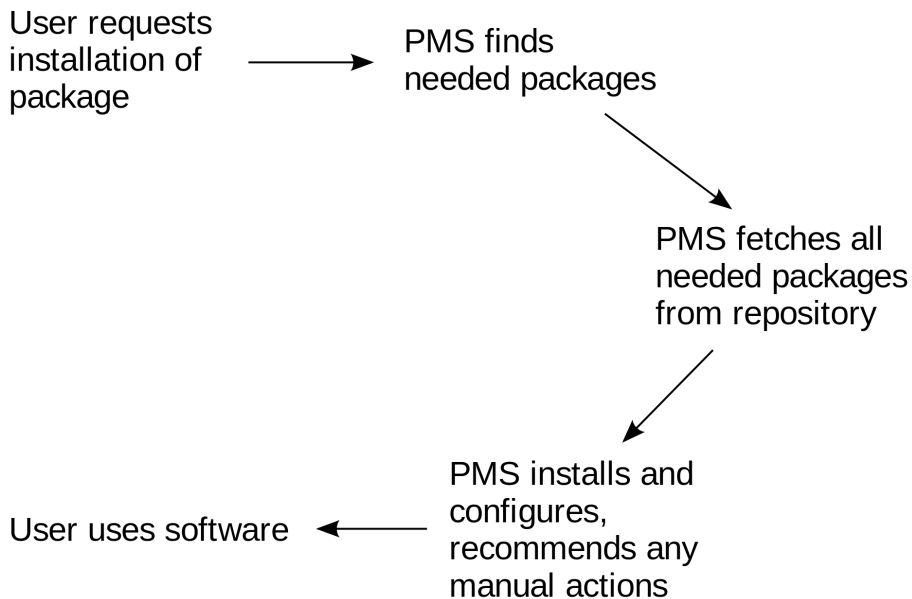 User requests
installation of
package
PMS finds
needed packages
PMS fetches all
needed packages
from repository
PMS installs and
configures,
recommends any
manual actions
User uses software